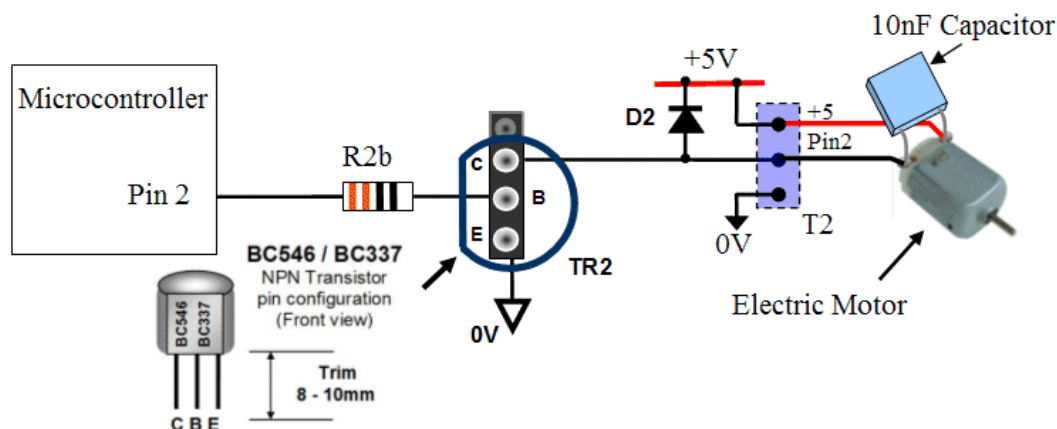 10nF Capacitor
+5V
Microcontroller
D2
+5
Pin2
R2b
C
Pin 2
B
E
T2
0V
BC546 / BC337
NPN Transistor
pin configuration
(Front view)
TR2
0V
Electric Motor
BC546
BC337
Trim
8 - 10mm
C B E